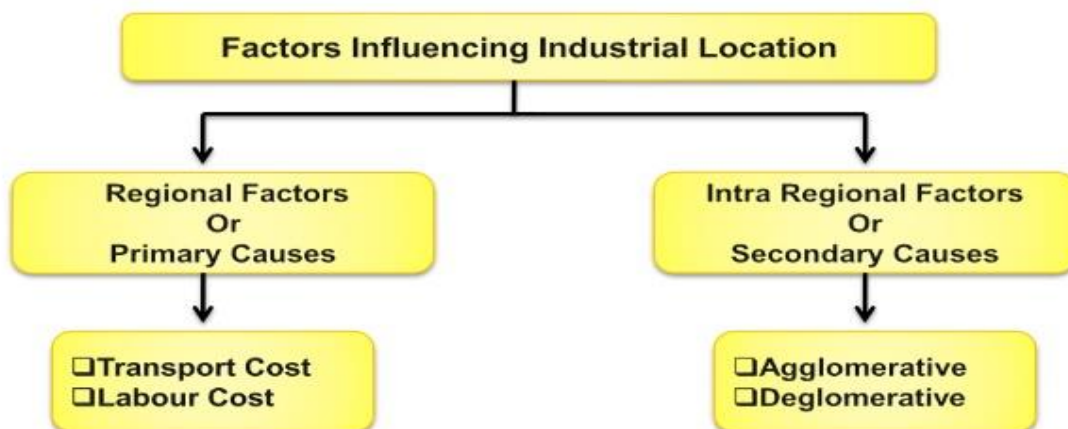 Factors Influencing Industrial Location
Regional Factors
Or
Primary Causes
Intra Regional Factors
Or
Secondary Causes
❑Transport Cost
❑Labour Cost
❑Agglomerative
❑Deglomerative